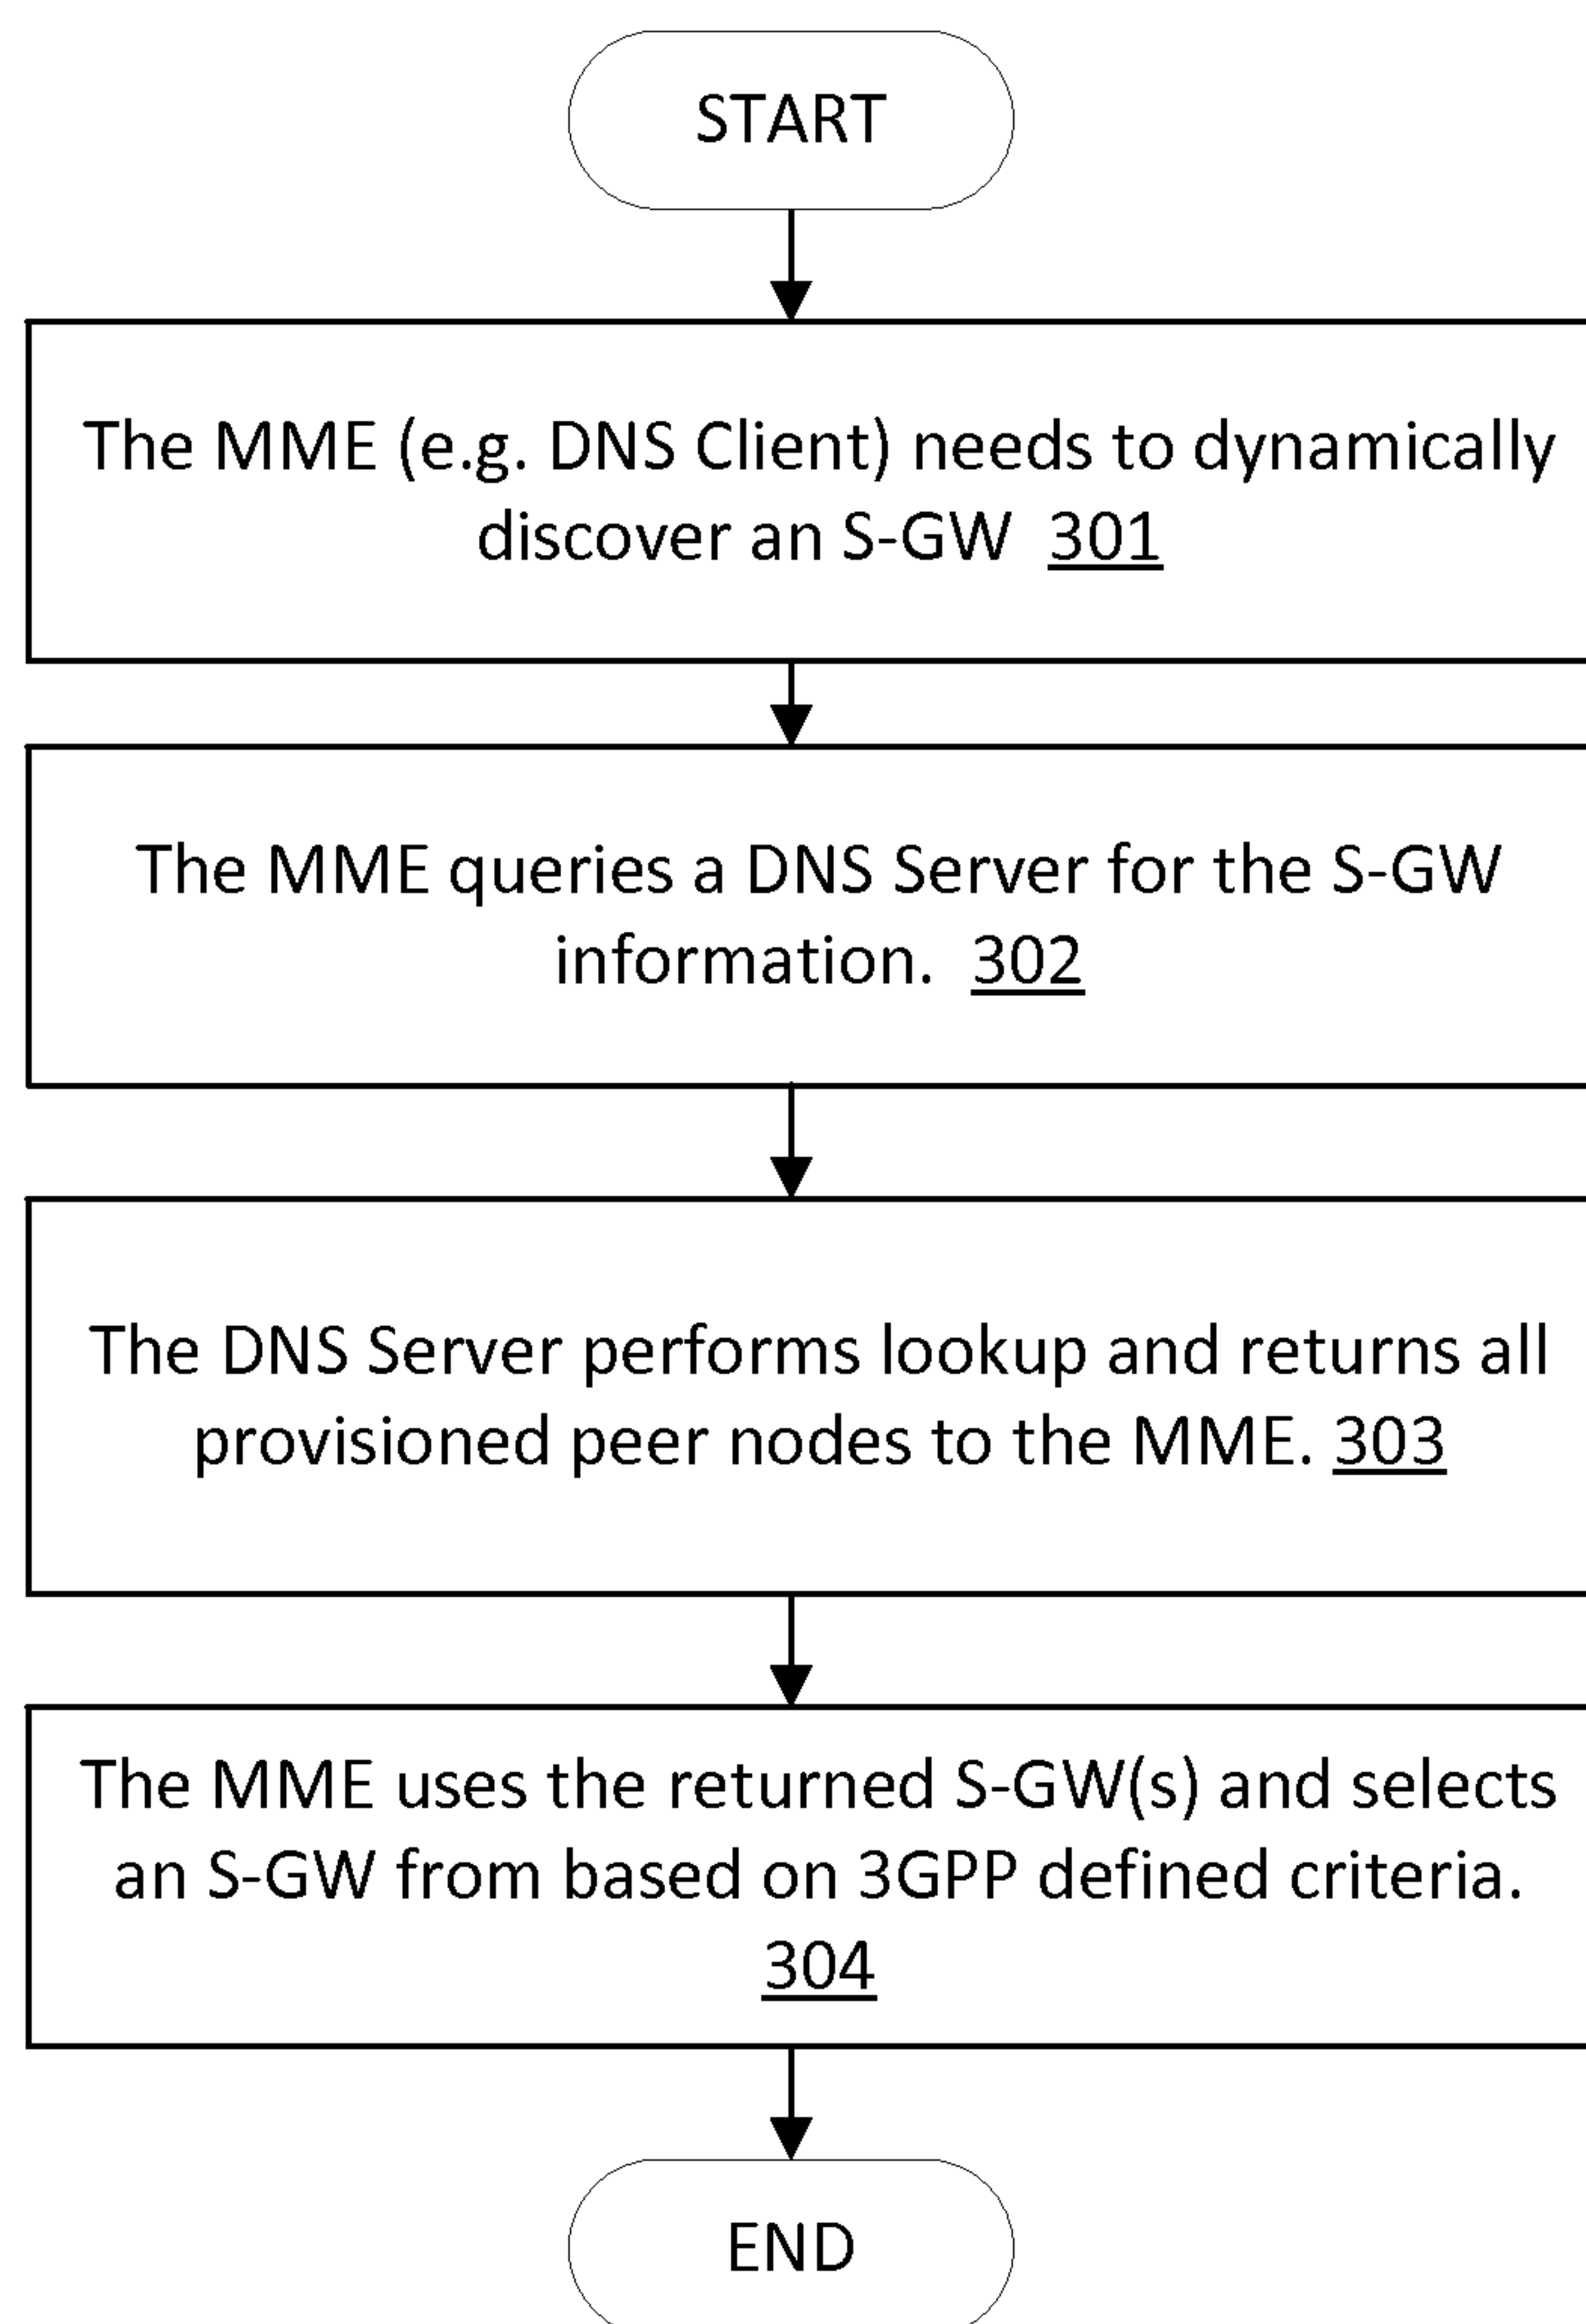 START
The MME (e.g. DNS Client) needs to dynamically
discover an S-GW 301
The MME queries a DNS Server for the S-GW
information. 302
The DNS Server performs lookup and returns all
provisioned peer nodes to the MME. 303
The MME uses the returned S-GW(s) and selects
an S-GW from based on 3GPP defined criteria.
304
END